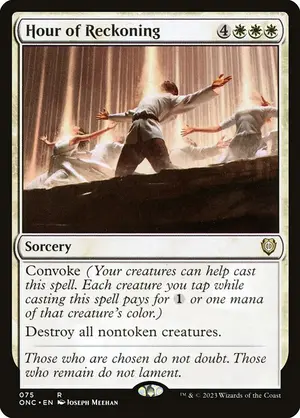 Hour of Reckoning 4
Sorcery
Convoke (Your creatures can help cast
this spell. Each creature you tap while
casting this spell pays for 1 or one mana
of that creature's color.)
Destroy all nontoken creatures.
Those who are chosen do not doubt. Those
who remain do not lament.
075 R
ONC • EN JOSEPH MEEHAN
™ & © 2023 Wizards of the Coast